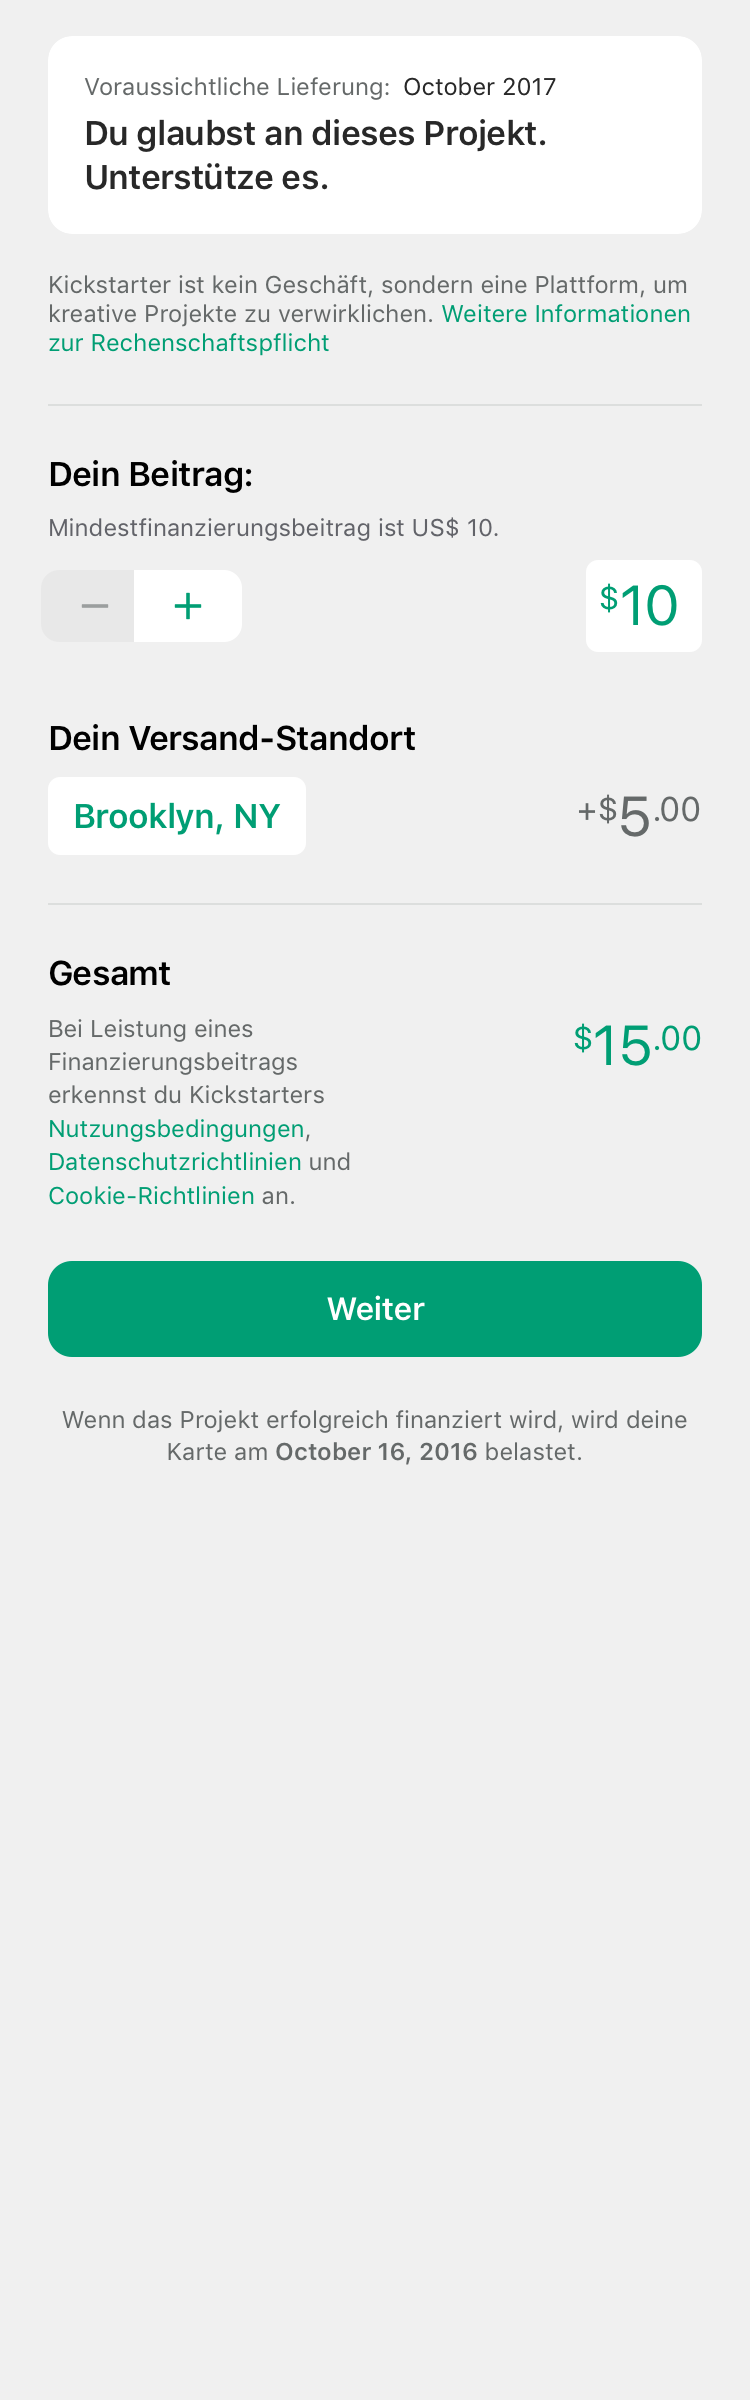 Voraussichtliche Lieferung: October 2017
Du glaubst an dieses Projekt.
Unterstütze es.
Kickstarter ist kein Geschäft, sondern eine Plattform, um
kreative Projekte zu verwirklichen. Weitere Informationen
zur Rechenschaftspflicht
Dein Beitrag:
Mindestfinanzierungsbeitrag ist US$ 10.
− + $10
Dein Versand-Standort
Brooklyn, NY +$5.00
Gesamt
Bei Leistung eines
Finanzierungsbeitrags
erkennst du Kickstarters
Nutzungsbedingungen,
Datenschutzrichtlinien und
Cookie-Richtlinien an.
$15.00
Weiter
Wenn das Projekt erfolgreich finanziert wird, wird deine
Karte am October 16, 2016 belastet.